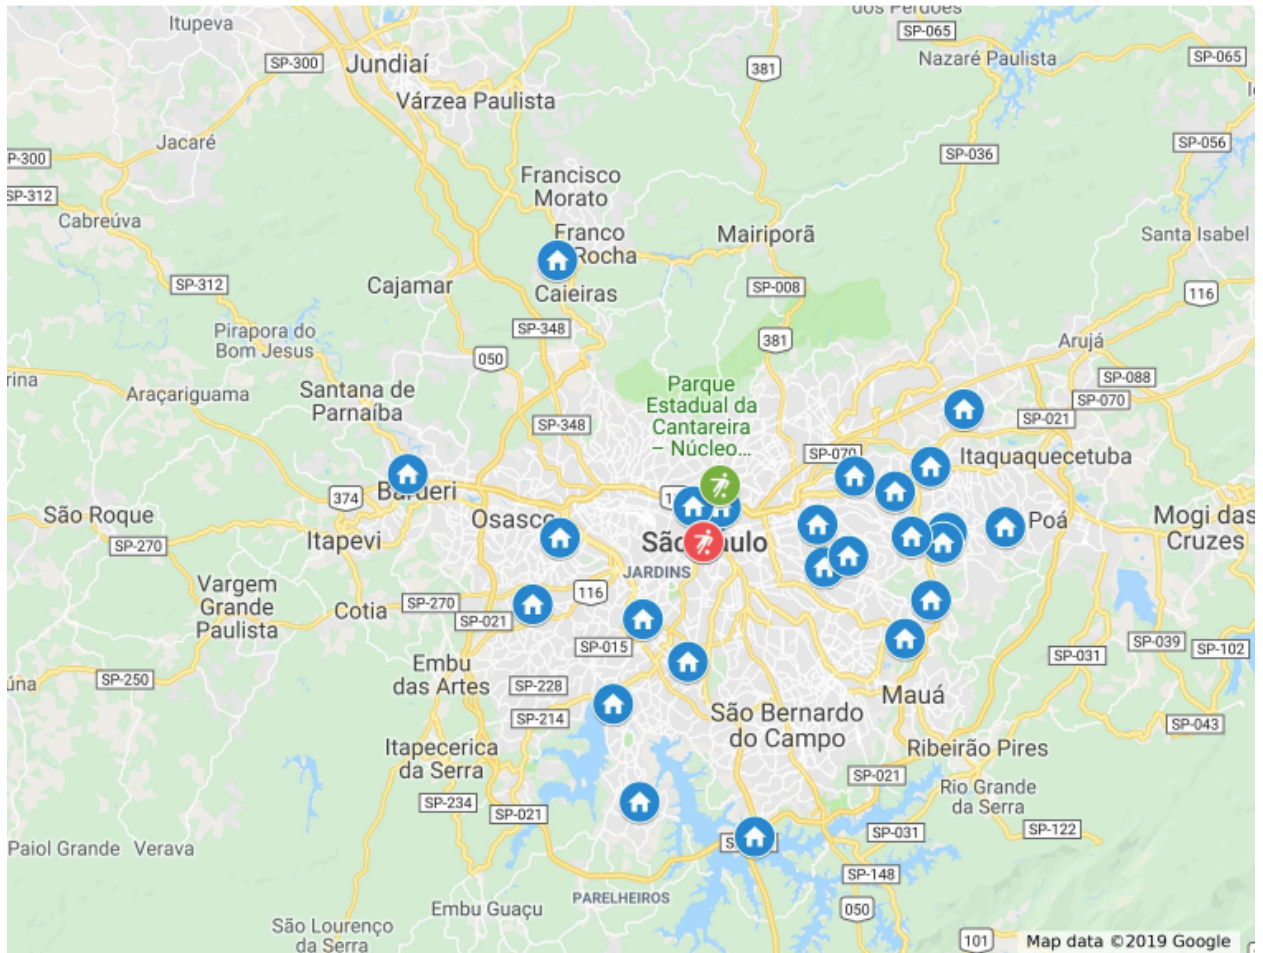 dos Perdões
Itupeva
SP-065
Jundiaí
SP-300
381
Nazaré Paulista
SP-065
Várzea Paulista
Jacaré
SP-056
P-300
SP-036
Francisco
Morato
SP-312
Cabreúva
Franco
Rocha
Mairiporã
Santa Isabel
Cajamar
SP-312
Caieiras
SP-008
116
Pirapora do
Bom Jesus
SP-348
381
Arujá
050
rina
Araçariguama
Santana de
Parnaíba
Parque
Estadual da
Cantareira
– Núcleo...
SP-088
SP-070
SP-021
SP-348
SP-070
Itaquaquecetuba
374
Barueri
São Roque
Osasco
Poá
Mogi das
Cruzes
SP-270
Itapevi
São Paulo
JARDINS
Vargem
Grande
Paulista
116
Cotia
SP-270
SP-021
SP-015
SP-039
SP-102
SP-031
Embu
das Artes
SP-250
úna
SP-228
Mauá
SP-214
São Bernardo
do Campo
SP-043
Itapecerica
da Serra
Ribeirão Pires
SP-021
Rio Grande
da Serra
SP-234
SP-021
SP-031
SP-122
Paiol Grande
Verava
SP-148
PARELHEIROS
Embu Guaçu
050
São Lourenço
da Serra
101
Map data ©2019 Google